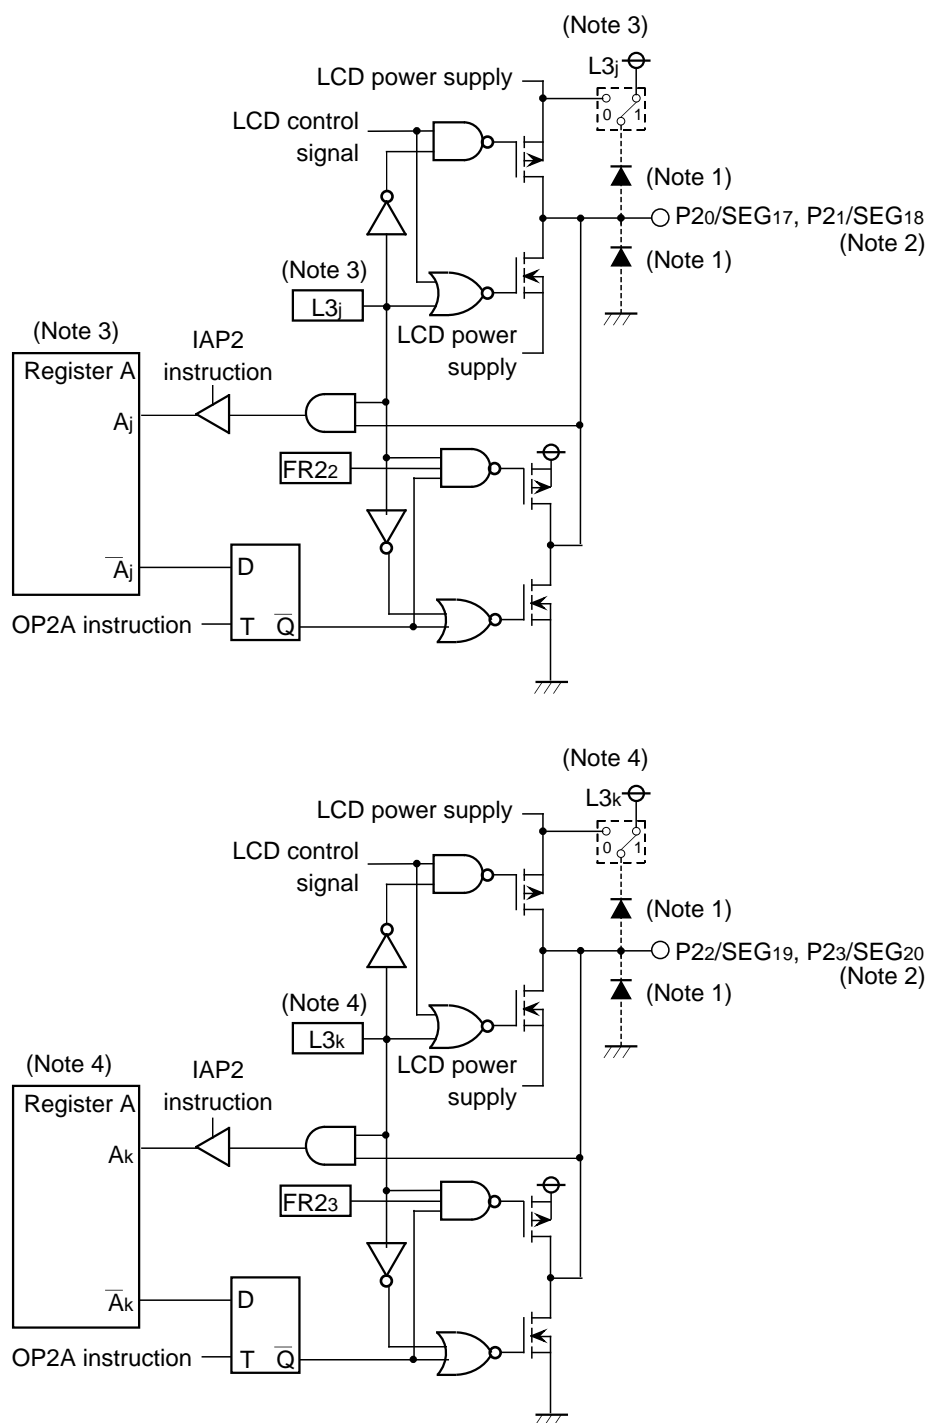 (Note 3)
L3j
LCD power supply
0 1
LCD control
signal
(Note 1)
P20/SEG17, P21/SEG18
(Note 2)
(Note 3)
(Note 1)
L3j
LCD power
supply
(Note 3)
IAP2
instruction
Register A
Aj
FR22
Aj
D
OP2A instruction
T Q
(Note 4)
L3k
LCD power supply
0 1
LCD control
signal
(Note 1)
P22/SEG19, P23/SEG20
(Note 2)
(Note 4)
(Note 1)
L3k
LCD power
supply
(Note 4)
IAP2
instruction
Register A
Ak
FR23
Ak
D
OP2A instruction
T Q